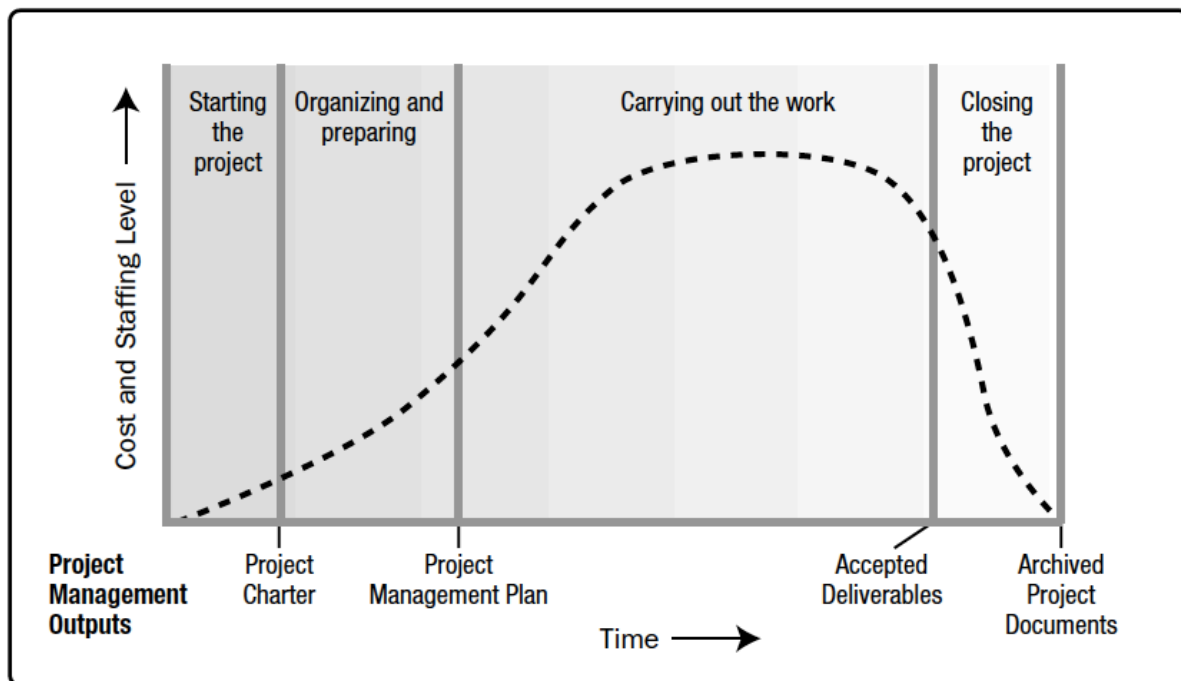 Starting
the
project
Organizing and
preparing
Carrying out the work
Closing
the
project
Cost and Staffing Level
Project
Management
Outputs
Project
Charter
Project
Management Plan
Accepted
Deliverables
Archived
Project
Documents
Time